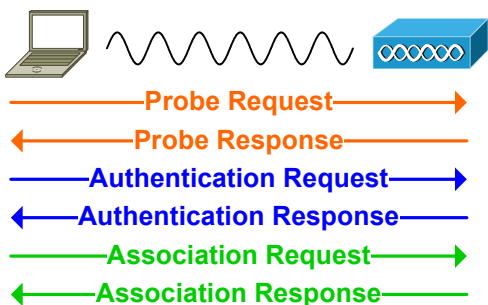 Probe Request
Probe Response
Authentication Request
Authentication Response
Association Request
Association Response